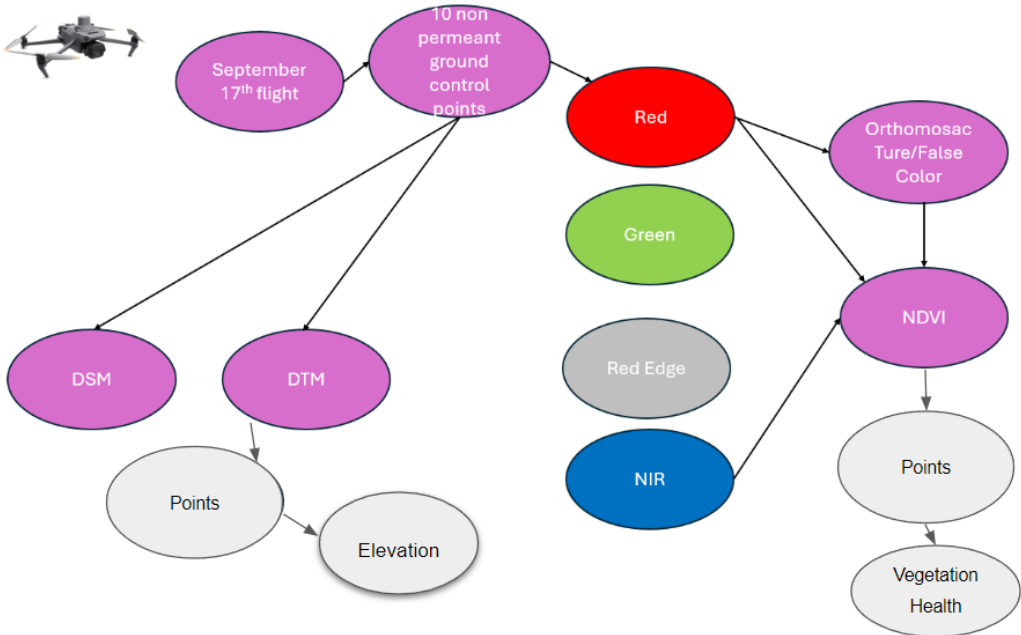 September
17th flight
10 non
permeant
ground
control
points
Red
Orthomosac
Ture/False
Color
Green
NDVI
DSM
DTM
Red Edge
NIR
Points
Points
Elevation
Vegetation
Health